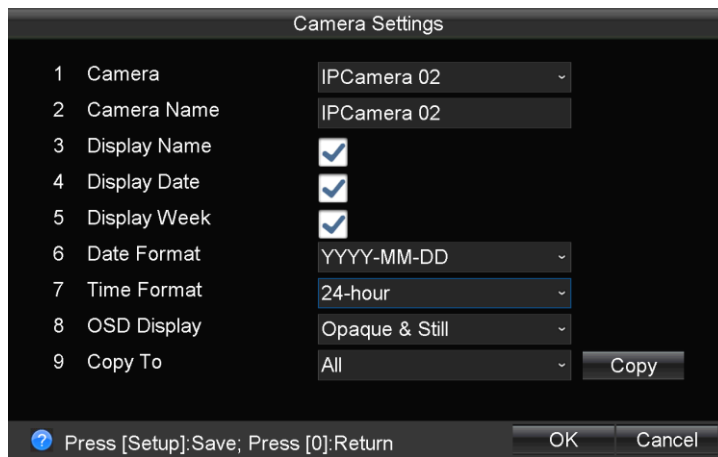 Camera Settings
1 Camera IPCamera 02
2 Camera Name IPCamera 02
3 Display Name
4 Display Date
5 Display Week
6 Date Format YYYY-MM-DD
7 Time Format 24-hour
8 OSD Display Opaque & Still
9 Copy To All Copy
? Press [Setup]:Save; Press [0]:Return OK Cancel